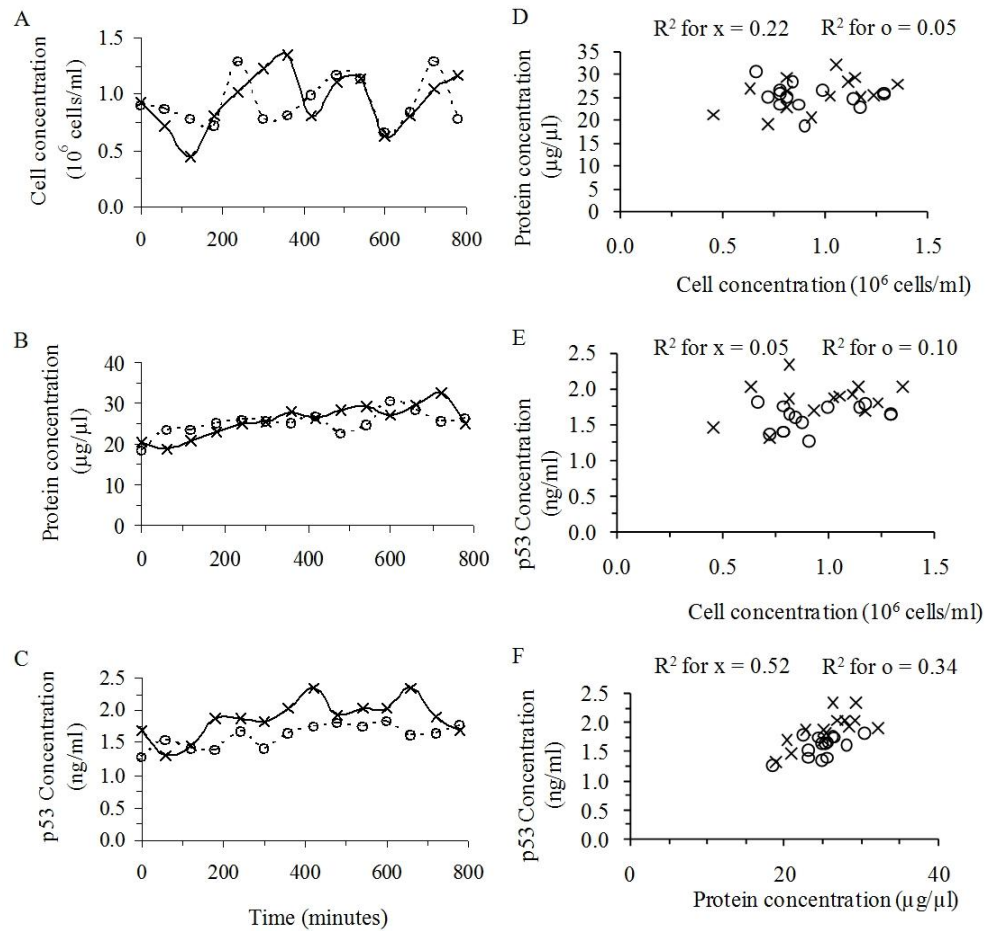 A
Cell concentration
(10⁶ cells/ml)
1.5
1.0
0.5
0.0
0 200 400 600 800
B
Protein concentration
(µg/µl)
40
30
20
10
0
0 200 400 600 800
C
p53 Concentration
(ng/ml)
2.5
2.0
1.5
1.0
0.5
0.0
0 200 400 600 800
Time (minutes)
D
R² for x = 0.22 R² for o = 0.05
Protein concentration
(µg/µl)
35
30
25
20
15
10
5
0
0.0 0.5 1.0 1.5
Cell concentration (10⁶ cells/ml)
E
R² for x = 0.05 R² for o = 0.10
p53 Concentration
(ng/ml)
2.5
2.0
1.5
1.0
0.5
0.0
0.0 0.5 1.0 1.5
Cell concentration (10⁶ cells/ml)
F
R² for x = 0.52 R² for o = 0.34
p53 Concentration
(ng/ml)
2.5
2.0
1.5
1.0
0.5
0.0
0 20 40
Protein concentration (µg/µl)